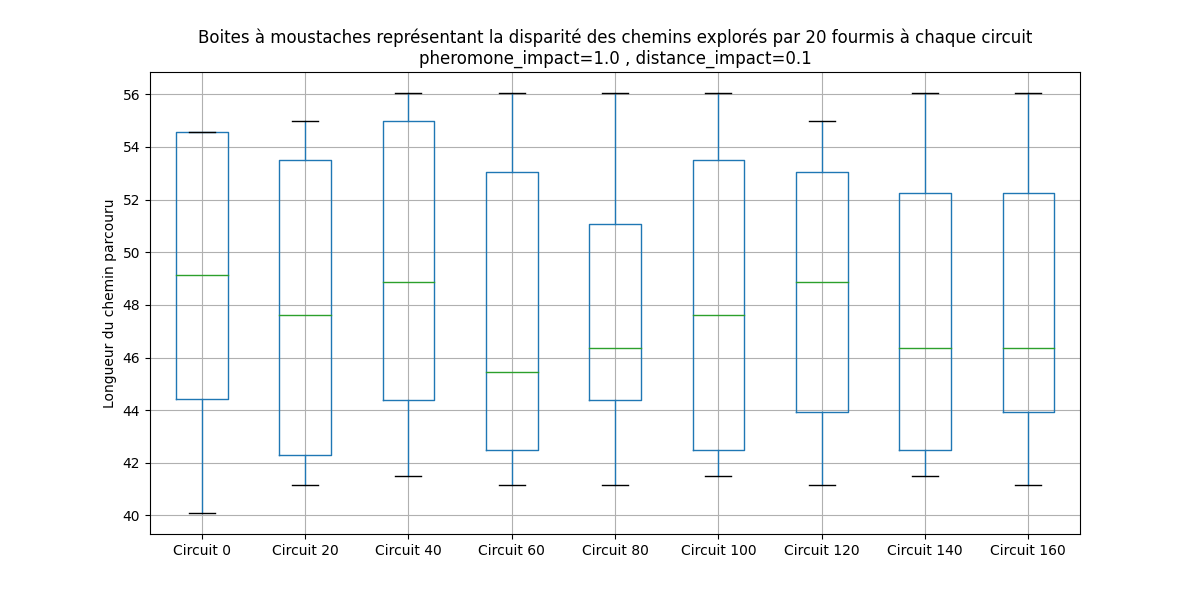 Boites à moustaches représentant la disparité des chemins explorés par 20 fourmis à chaque circuit
pheromone_impact=1.0 , distance_impact=0.1
Longueur du chemin parcouru
56
54
52
50
48
46
44
42
40
Circuit 0 Circuit 20 Circuit 40 Circuit 60 Circuit 80 Circuit 100 Circuit 120 Circuit 140 Circuit 160